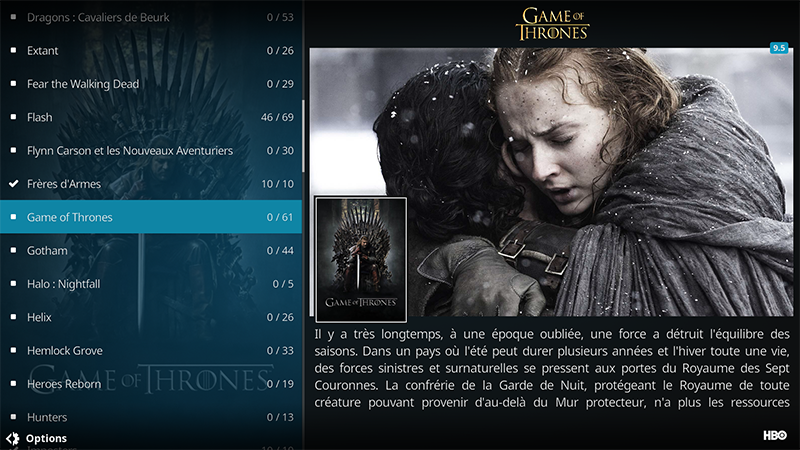 Dragons : Cavaliers de Beurk 0 / 53
Extant 0 / 26
Fear the Walking Dead 0 / 29
Flash 46 / 69
Flynn Carson et les Nouveaux Aventuriers 0 / 30
Frères d'Armes 10 / 10
Game of Thrones 0 / 61
Gotham 0 / 44
Halo : Nightfall 0 / 5
Helix 0 / 26
Hemlock Grove 0 / 33
Heroes Reborn 0 / 19
Hunters 0 / 13
Options
GAME OF THRONES
GAME OF
THRONES
9.5
GAME OF THRONES
Il y a très longtemps, à une époque oubliée, une force a détruit l'équilibre des
saisons. Dans un pays où l'été peut durer plusieurs années et l'hiver toute une vie,
des forces sinistres et surnaturelles se pressent aux portes du Royaume des Sept
Couronnes. La confrérie de la Garde de Nuit, protégeant le Royaume de toute
créature pouvant provenir d'au-delà du Mur protecteur, n'a plus les ressources
HBO